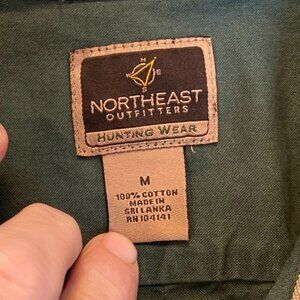 N
W E
S
NORTHEAST
OUTFITTERS
HUNTING WEAR
M
100% COTTON
MADE IN
SRI LANKA
RN 104141